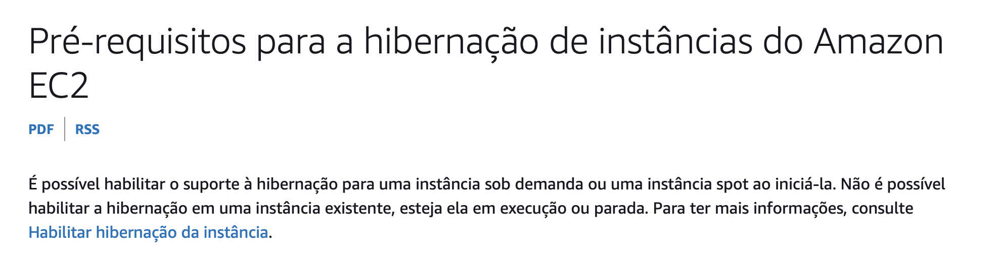 Pré-requisitos para a hibernação de instâncias do Amazon
EC2
PDF | RSS
É possível habilitar o suporte à hibernação para uma instância sob demanda ou uma instância spot ao iniciá-la. Não é possível
habilitar a hibernação em uma instância existente, esteja ela em execução ou parada. Para ter mais informações, consulte
Habilitar hibernação da instância.